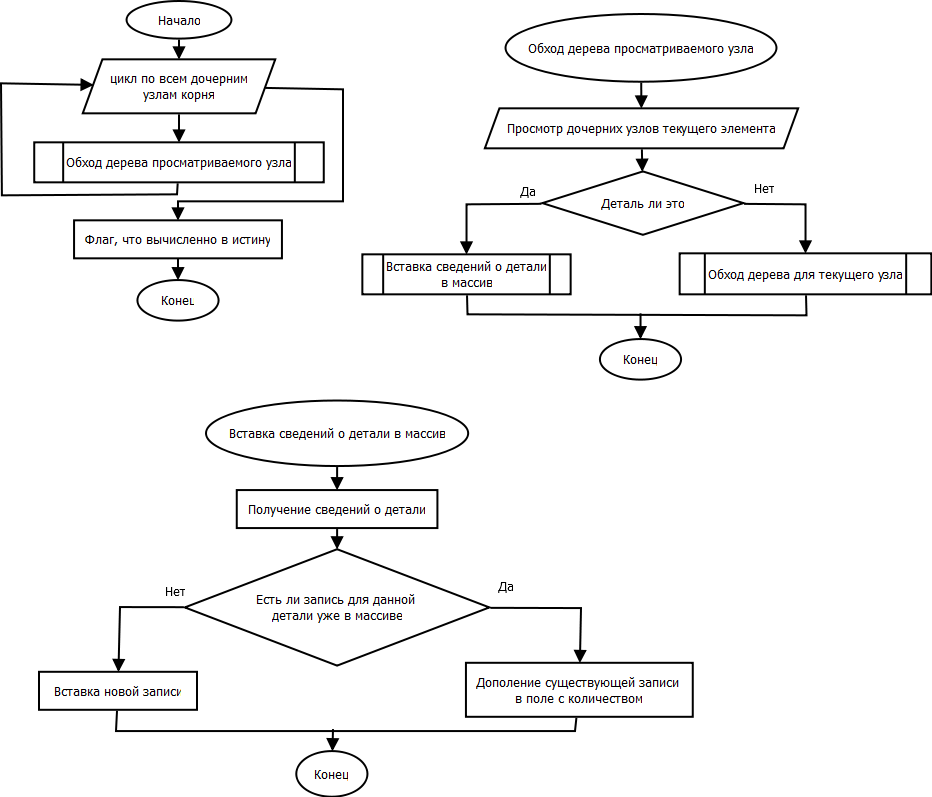 Начало
цикл по всем дочерним
узлам корня
Обход дерева просматриваемого узла
Флаг, что вычисленно в истину
Конец
Обход дерева просматриваемого узла
Просмотр дочерних узлов текущего элемента
Деталь ли это
Да
Нет
Вставка сведений о детали
в массив
Обход дерева для текущего узла
Конец
Вставка сведений о детали в массив
Получение сведений о детали
Есть ли запись для данной
детали уже в массиве
Нет
Да
Вставка новой записи
Дополение существующей записи
в поле с количеством
Конец